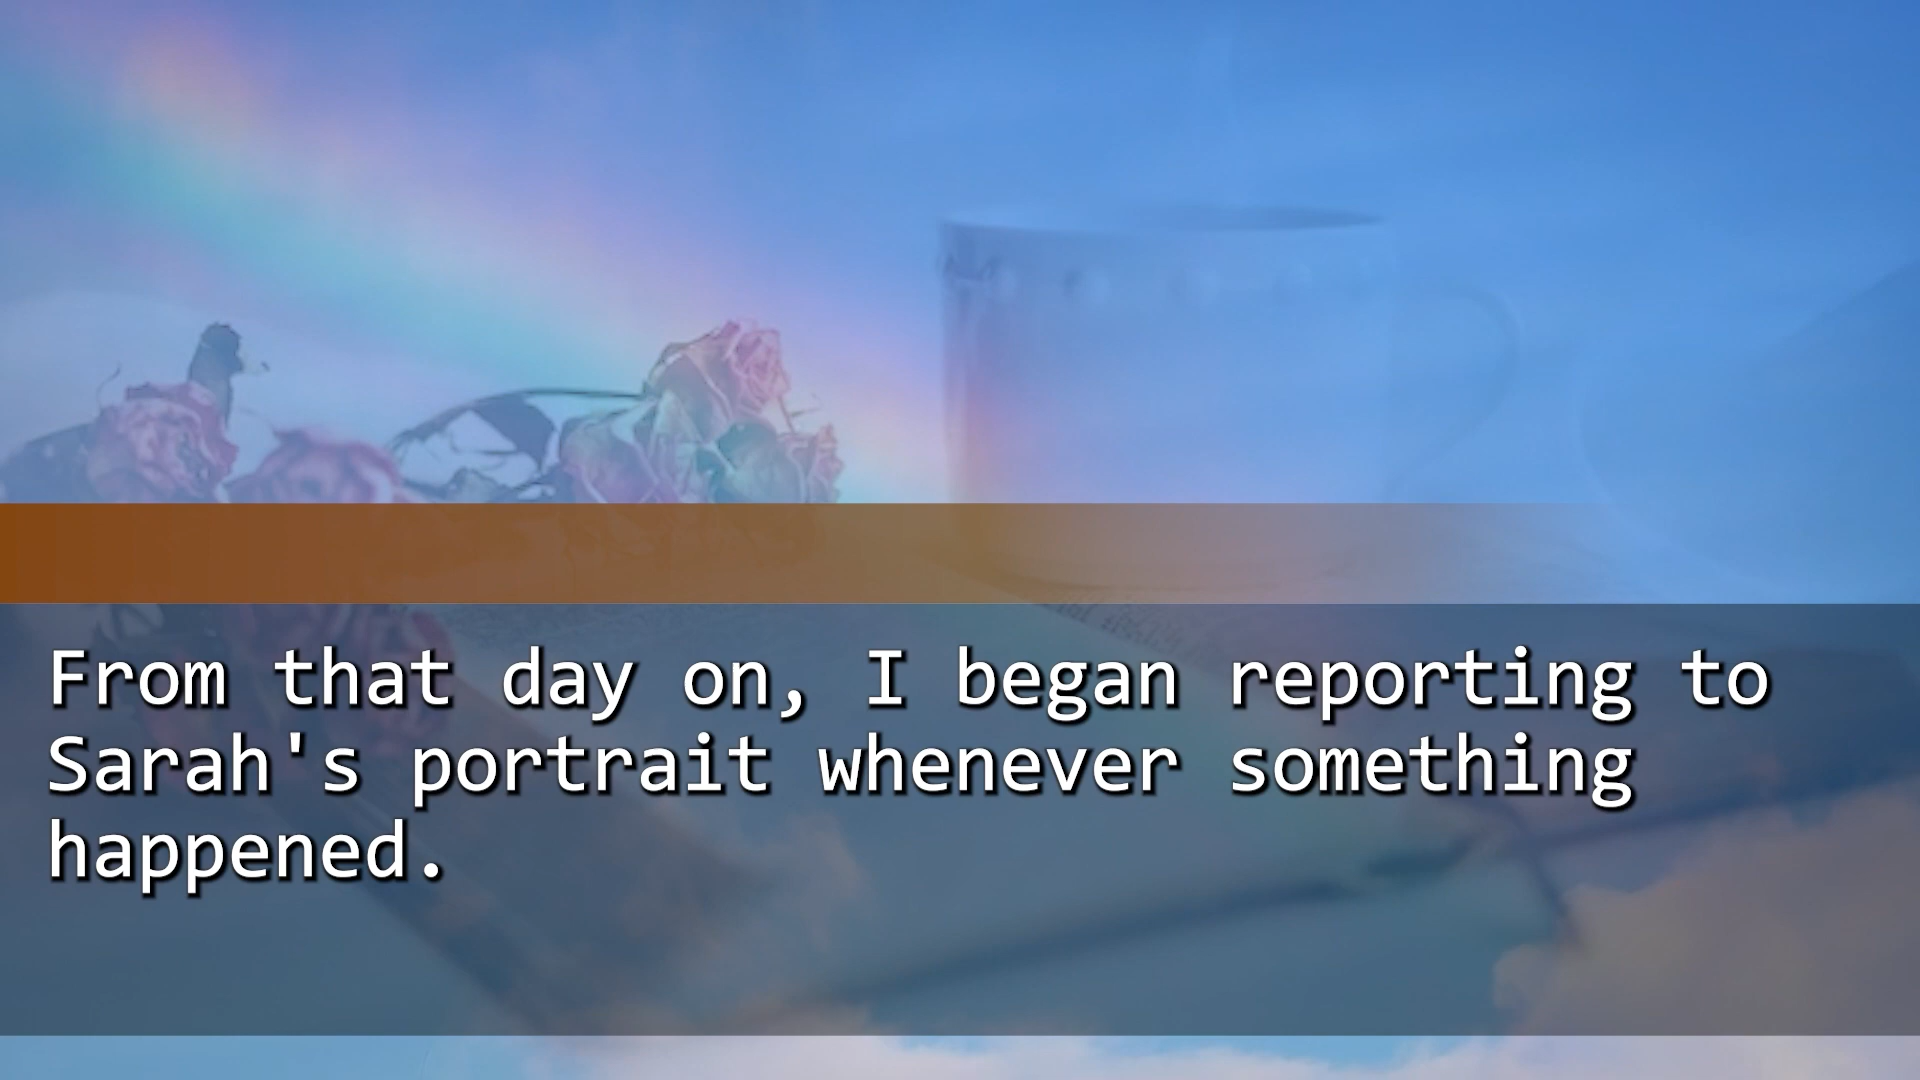 From that day on, I began reporting to
Sarah's portrait whenever something
happened.